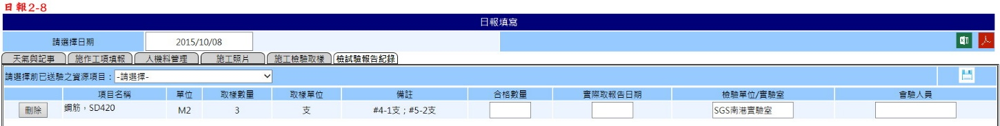 日報2-8
日報填寫
請選擇日期 2015/10/08
天氣與記事 施作工項填報 人機料管理 施工照片 施工檢驗取樣 檢試驗報告紀錄
請選擇前已送驗之資源項目：-請選擇-
項目名稱 單位 取樣數量 取樣單位 備註 合格數量 實際取報告日期 檢驗單位/實驗室 會驗人員
刪除 鋼筋，SD420 M2 3 支 #4-1支；#5-2支 SGS南港實驗室